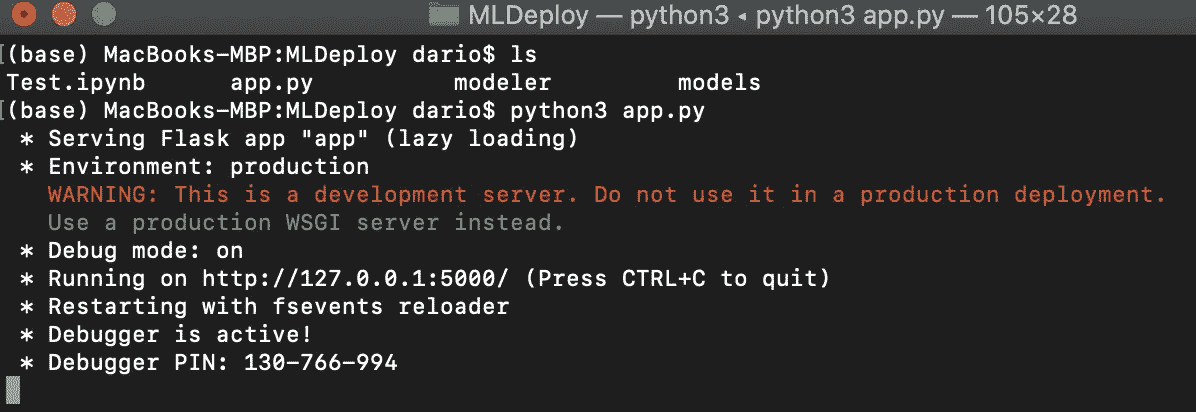 MLDeploy — python3 ◂ python3 app.py — 105×28
(base) MacBooks-MBP:MLDeploy dario$ ls
Test.ipynb app.py modeler models
(base) MacBooks-MBP:MLDeploy dario$ python3 app.py
* Serving Flask app "app" (lazy loading)
* Environment: production
WARNING: This is a development server. Do not use it in a production deployment.
Use a production WSGI server instead.
* Debug mode: on
* Running on http://127.0.0.1:5000/ (Press CTRL+C to quit)
* Restarting with fsevents reloader
* Debugger is active!
* Debugger PIN: 130-766-994